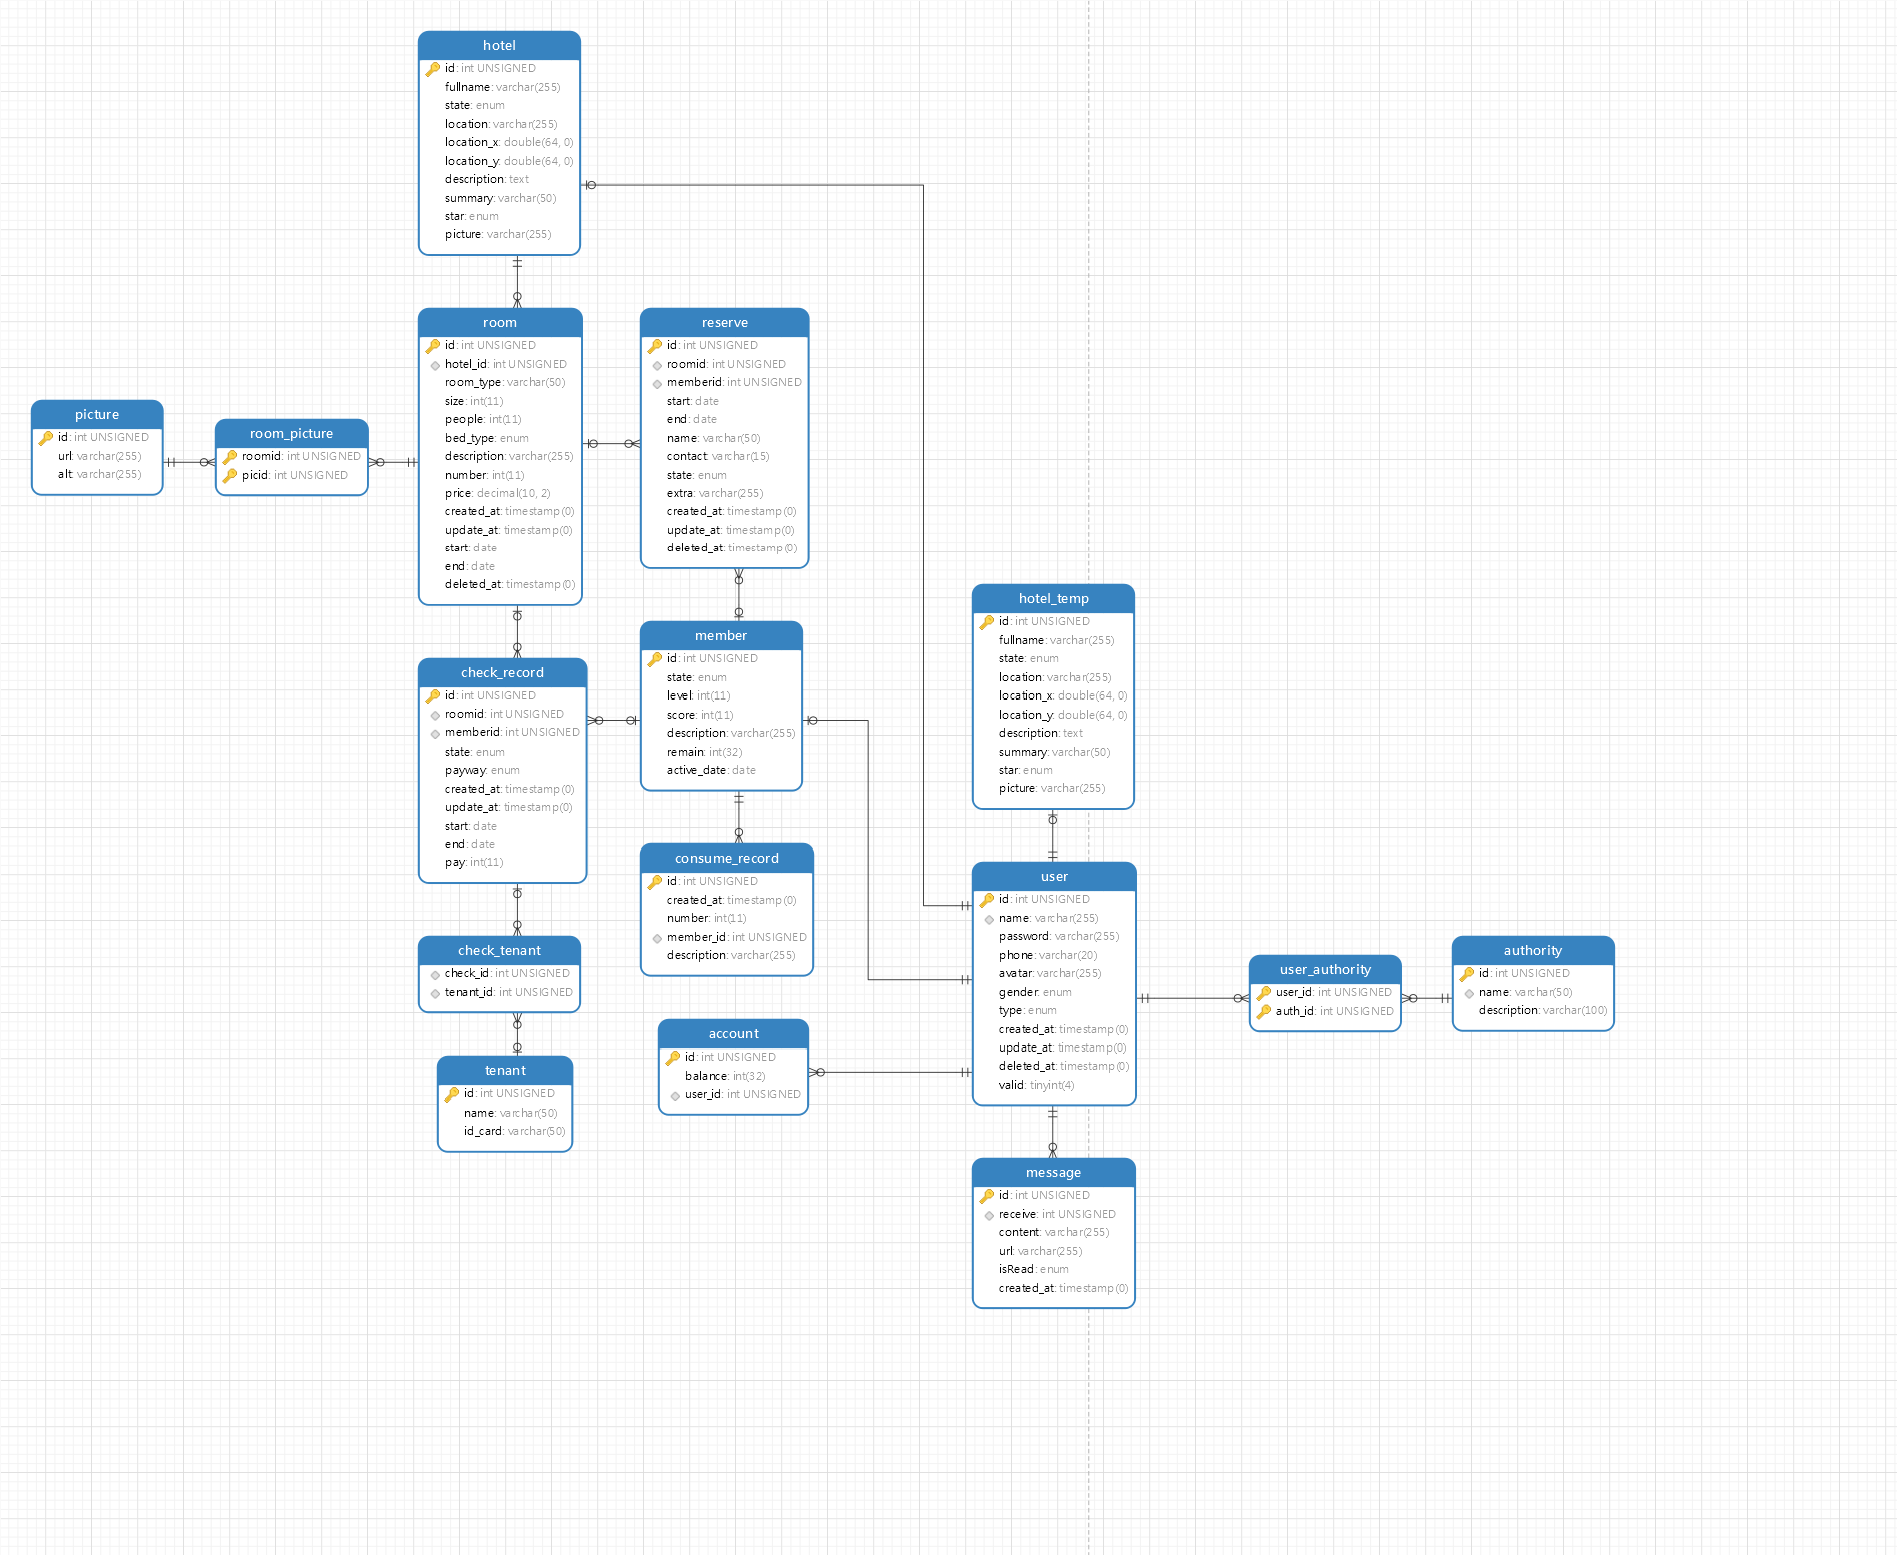 hotel
id: int UNSIGNED
fullname: varchar(255)
state: enum
location: varchar(255)
location_x: double(64, 0)
location_y: double(64, 0)
description: text
summary: varchar(50)
star: enum
picture: varchar(255)
room
id: int UNSIGNED
hotel_id: int UNSIGNED
room_type: varchar(50)
size: int(11)
people: int(11)
bed_type: enum
description: varchar(255)
number: int(11)
price: decimal(10, 2)
created_at: timestamp(0)
update_at: timestamp(0)
start: date
end: date
deleted_at: timestamp(0)
reserve
id: int UNSIGNED
roomid: int UNSIGNED
memberid: int UNSIGNED
start: date
end: date
name: varchar(50)
contact: varchar(15)
state: enum
extra: varchar(255)
created_at: timestamp(0)
update_at: timestamp(0)
deleted_at: timestamp(0)
picture
id: int UNSIGNED
url: varchar(255)
alt: varchar(255)
room_picture
roomid: int UNSIGNED
picid: int UNSIGNED
check_record
id: int UNSIGNED
roomid: int UNSIGNED
memberid: int UNSIGNED
state: enum
payway: enum
created_at: timestamp(0)
update_at: timestamp(0)
start: date
end: date
pay: int(11)
member
id: int UNSIGNED
state: enum
level: int(11)
score: int(11)
description: varchar(255)
remain: int(32)
active_date: date
hotel_temp
id: int UNSIGNED
fullname: varchar(255)
state: enum
location: varchar(255)
location_x: double(64, 0)
location_y: double(64, 0)
description: text
summary: varchar(50)
star: enum
picture: varchar(255)
consume_record
id: int UNSIGNED
created_at: timestamp(0)
number: int(11)
member_id: int UNSIGNED
description: varchar(255)
user
id: int UNSIGNED
name: varchar(255)
password: varchar(255)
phone: varchar(20)
avatar: varchar(255)
gender: enum
type: enum
created_at: timestamp(0)
update_at: timestamp(0)
deleted_at: timestamp(0)
valid: tinyint(4)
check_tenant
check_id: int UNSIGNED
tenant_id: int UNSIGNED
user_authority
user_id: int UNSIGNED
auth_id: int UNSIGNED
authority
id: int UNSIGNED
name: varchar(50)
description: varchar(100)
account
id: int UNSIGNED
balance: int(32)
user_id: int UNSIGNED
tenant
id: int UNSIGNED
name: varchar(50)
id_card: varchar(50)
message
id: int UNSIGNED
receive: int UNSIGNED
content: varchar(255)
url: varchar(255)
isRead: enum
created_at: timestamp(0)